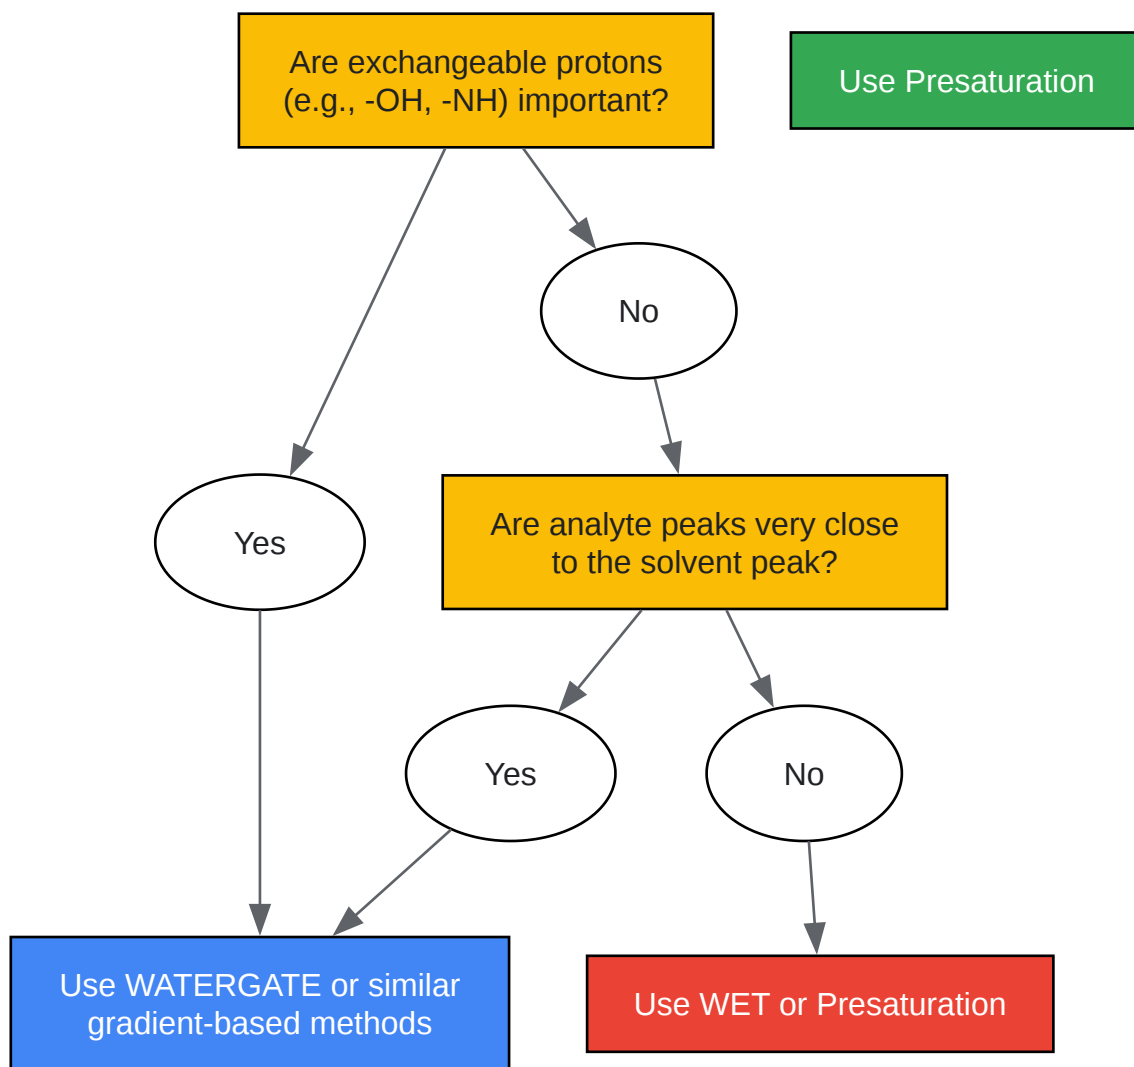 Are exchangeable protons
(e.g., -OH, -NH) important?
Use Presaturation
No
Yes
Are analyte peaks very close
to the solvent peak?
Yes
No
Use WATERGATE or similar
gradient-based methods
Use WET or Presaturation